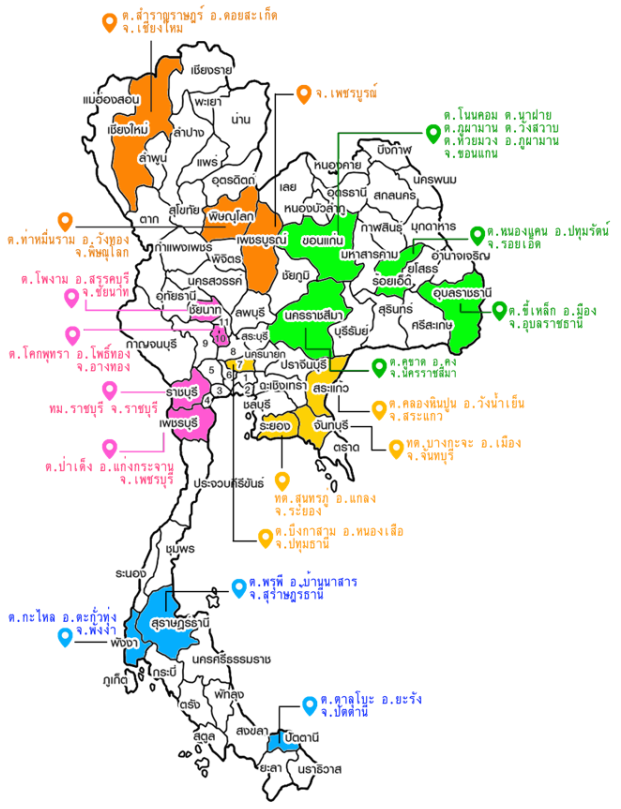 ต.สำราญราษฎร์ อ.ดอยสะเก็ด
จ.เชียงใหม่
เชียงราย
จ.เพชรบูรณ์
แม่ฮ่องสอน
พะเยา
น่าน
เชียงใหม่
ลำปาง
ลำพูน
แพร่
ต.โนนคอม ต.นาฝาย
ต.ภูผาม่าน ต.วังสวาบ
ต.ห้วยม่วง อ.ภูผาม่าน
จ.ขอนแก่น
บึงกาฬ
หนองคาย
อุตรดิตถ์
เลย
อุดรธานี
นครพนม
สกลนคร
หนองบัวลำภู
ตาก
สุโขทัย
พิษณุโลก
กาฬสินธุ์
มุกดาหาร
ต.หนองแคน อ.ปทุมรัตน์
จ.ร้อยเอ็ด
ต.ท่าหมื่นราม อ.วังทอง
จ.พิษณุโลก
กำแพงเพชร
เพชรบูรณ์
ขอนแก่น
มหาสารคาม
อำนาจเจริญ
ยโสธร
พิจิตร
ชัยภูมิ
ร้อยเอ็ด
ต.โพงาม อ.สรรคบุรี
จ.ชัยนาท
นครสวรรค์
อุทัยธานี
ชัยนาท
ลพบุรี
นครราชสีมา
บุรีรัมย์
สุรินทร์
ศรีสะเกษ
อุบลราชธานี
ต.ขี้เหล็ก อ.เมือง
จ.อุบลราชธานี
ต.โคกพุทรา อ.โพธิ์ทอง
จ.อ่างทอง
กาญจนบุรี
11
10
9
8
สระบุรี
นครนายก
ปราจีนบุรี
ต.คูขาด อ.คง
จ.นครราชสีมา
7
6
5
4
3
2
1
ฉะเชิงเทรา
สระแก้ว
ราชบุรี
ทม.ราชบุรี จ.ราชบุรี
ชลบุรี
ต.คลองหินปูน อ.วังน้ำเย็น
จ.สระแก้ว
เพชรบุรี
ระยอง
จันทบุรี
ตราด
ทต.บางกะจะ อ.เมือง
จ.จันทบุรี
ต.ป่าเด็ง อ.แก่งกระจาน
จ.เพชรบุรี
ประจวบคีรีขันธ์
ทต.สุนทรภู่ อ.แกลง
จ.ระยอง
ต.บึงกาสาม อ.หนองเสือ
จ.ปทุมธานี
ชุมพร
ระนอง
ต.พรุพี อ.บ้านนาสาร
จ.สุราษฎร์ธานี
ต.กะไหล อ.ตะกั่วทุ่ง
จ.พังงา
สุราษฎร์ธานี
พังงา
นครศรีธรรมราช
กระบี่
ภูเก็ต
ตรัง
พัทลุง
ต.ตาลีอายร์ อ.ยะรัง
จ.ปัตตานี
สตูล
สงขลา
ปัตตานี
ยะลา
นราธิวาส